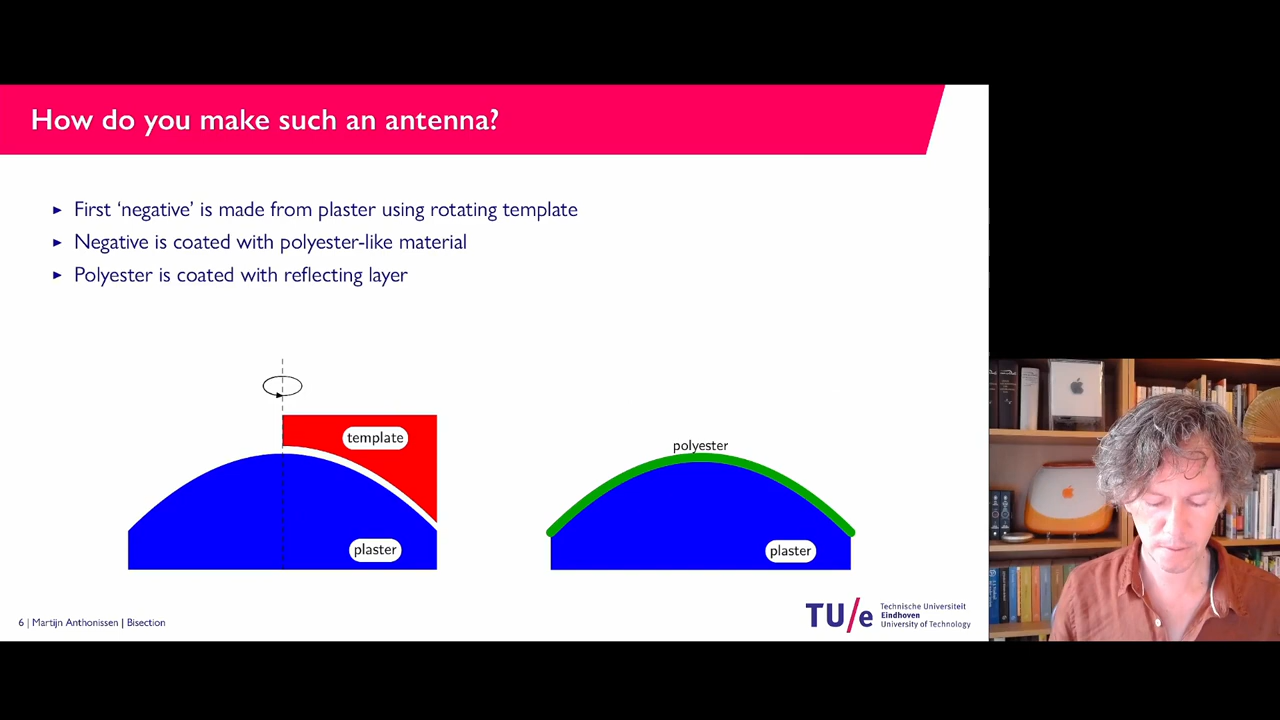 How do you make such an antenna?
► First ‘negative’ is made from plaster using rotating template
► Negative is coated with polyester-like material
► Polyester is coated with reflecting layer
template
plaster
polyester
plaster
6 | Martijn Anthonissen | Bisection
TU/e
Technische Universiteit
Eindhoven
University of Technology